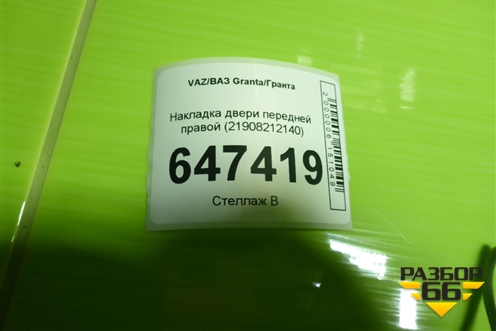 VAZ/ВАЗ Granta/Гранта
Накладка двери передней
правой (21908212140)
647419
Стеллаж В
РАЗБОР
66